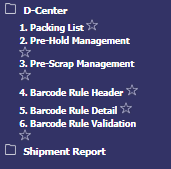 D-Center
1. Packing List
2. Pre-Hold Management
3. Pre-Scrap Management
4. Barcode Rule Header
5. Barcode Rule Detail
6. Barcode Rule Validation
Shipment Report